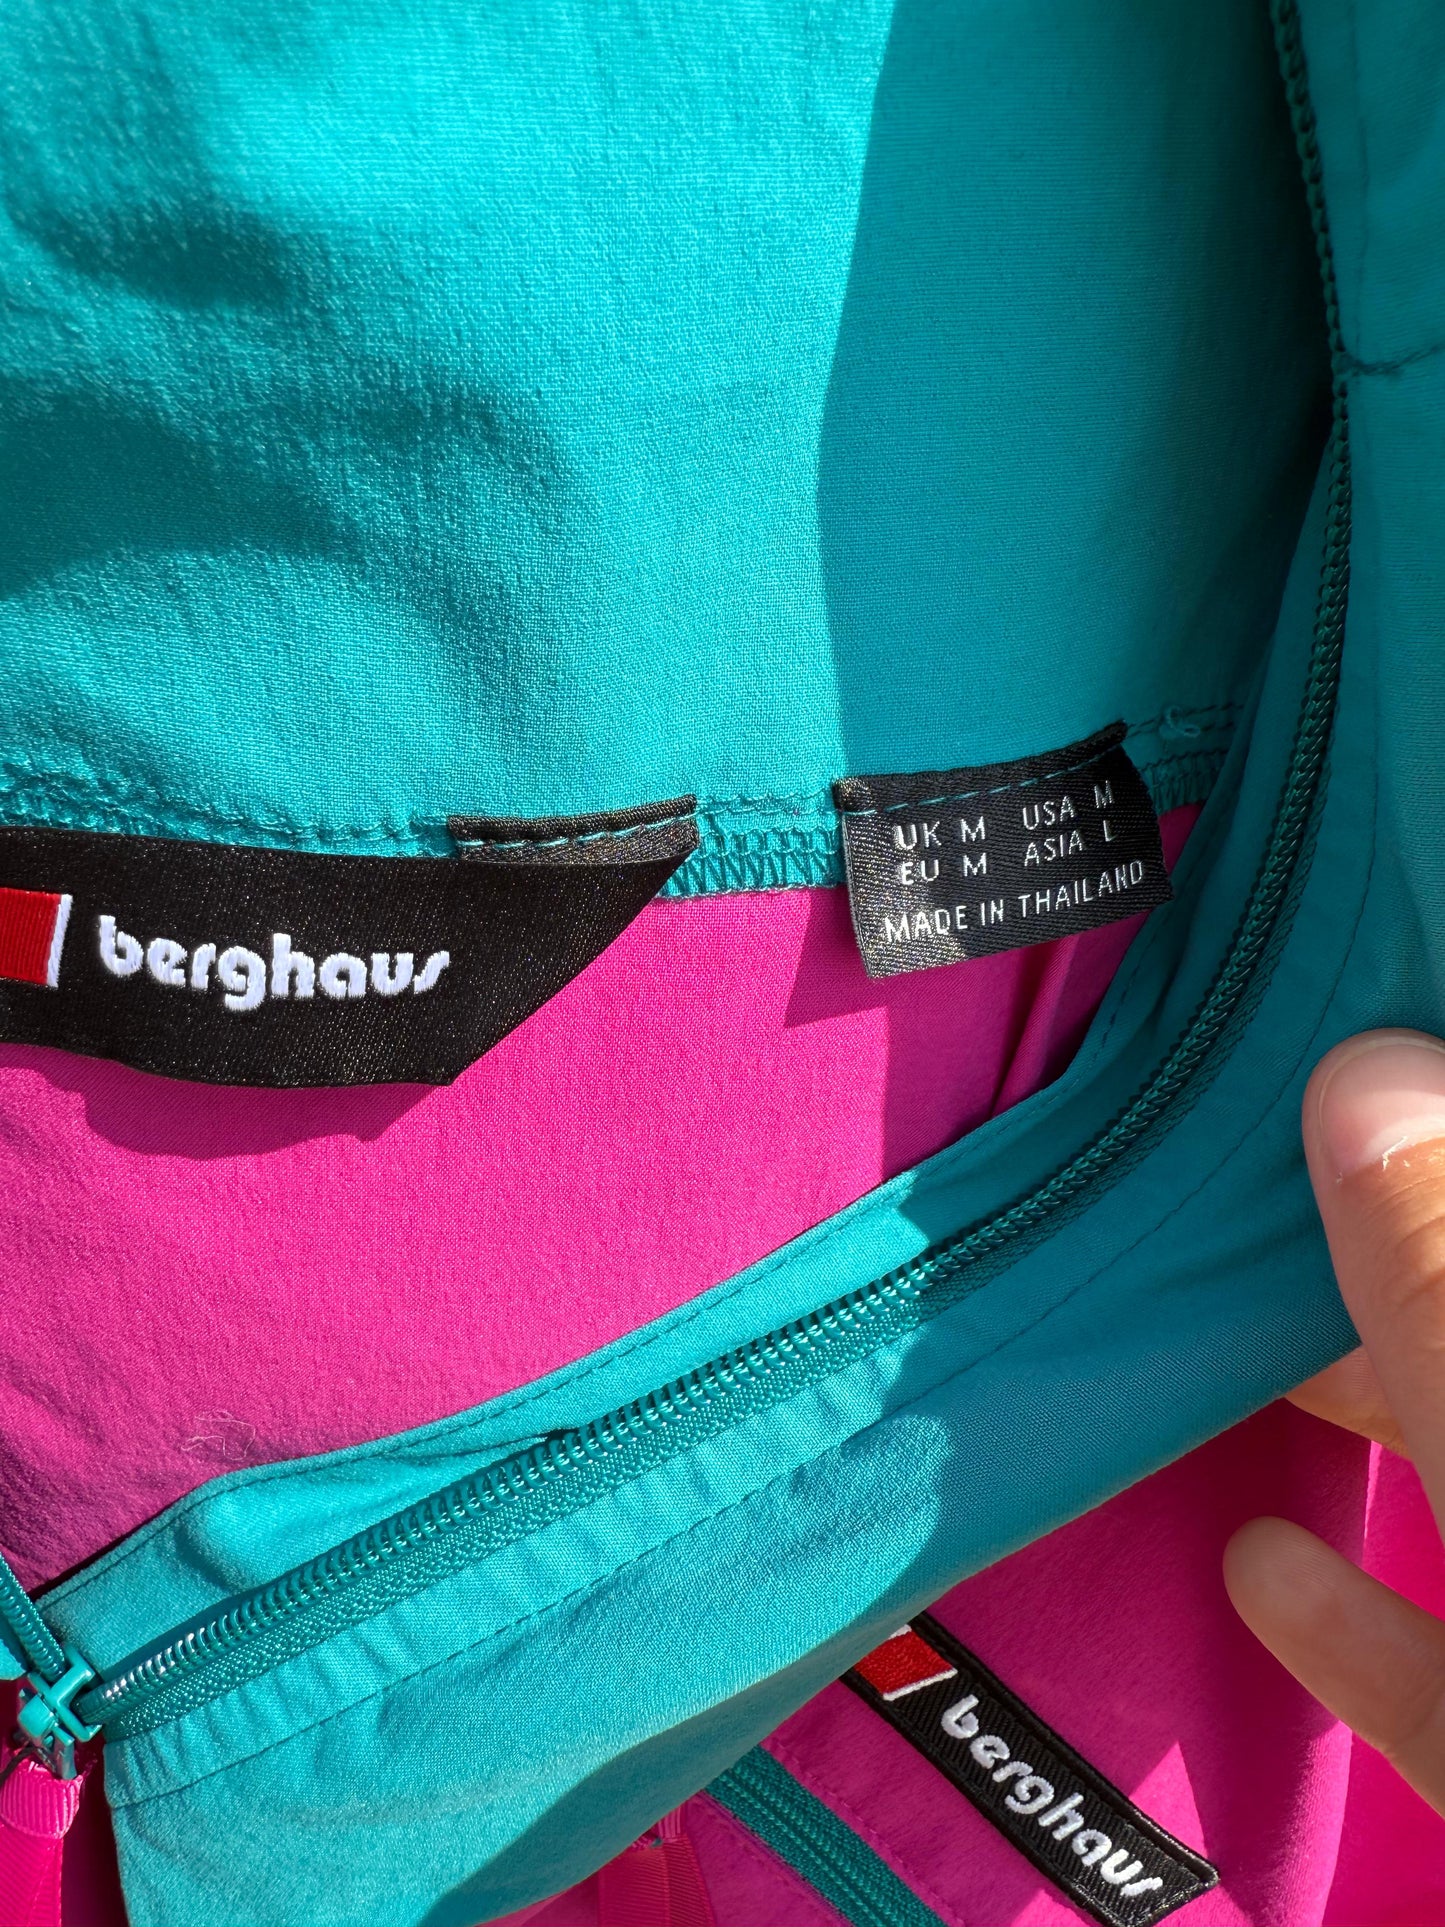 berghaus
UK M USA M
EU M ASIA L
MADE IN THAILAND
berghaus